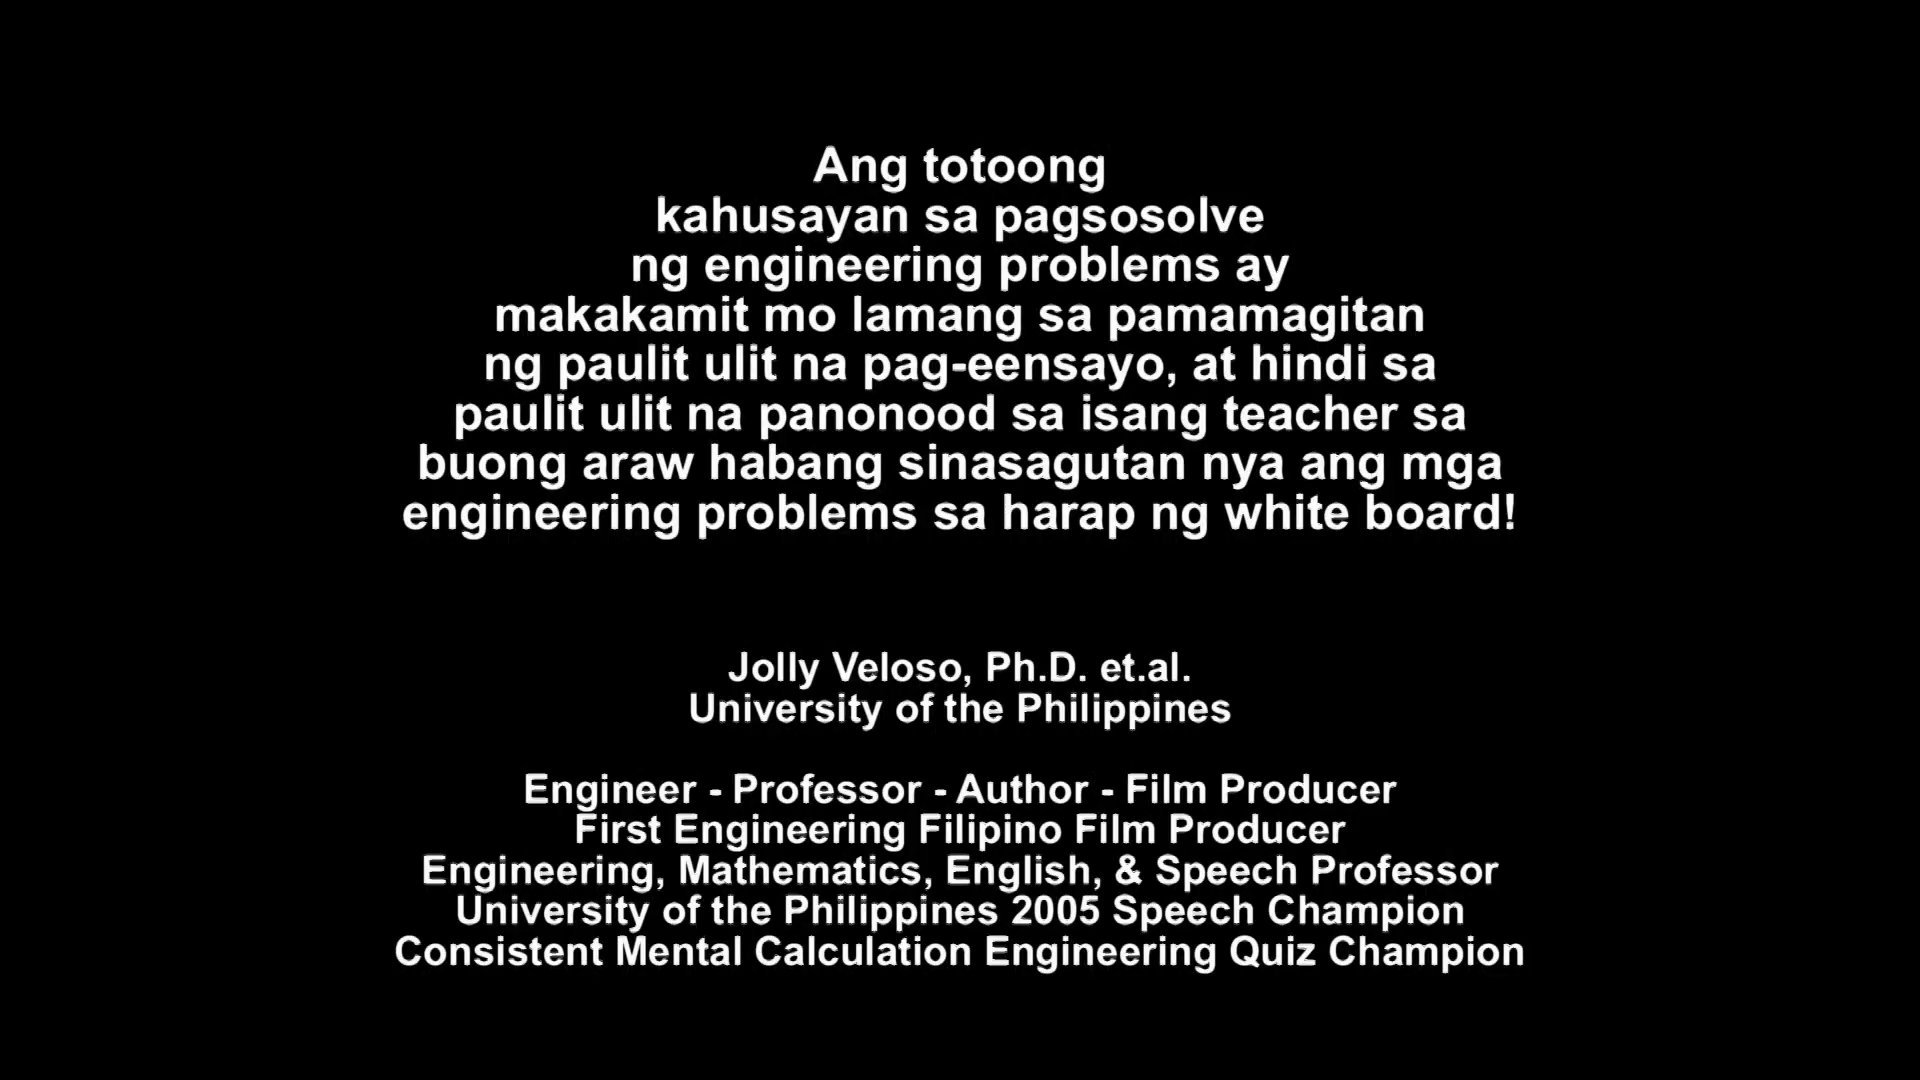 Ang totoong
kahusayan sa pagsosolve
ng engineering problems ay
makakamit mo lamang sa pamamagitan
ng paulit ulit na pag-eensayo, at hindi sa
paulit ulit na panonood sa isang teacher sa
buong araw habang sinasagutan nya ang mga
engineering problems sa harap ng white board!
Jolly Veloso, Ph.D. et.al.
University of the Philippines
Engineer - Professor - Author - Film Producer
First Engineering Filipino Film Producer
Engineering, Mathematics, English, & Speech Professor
University of the Philippines 2005 Speech Champion
Consistent Mental Calculation Engineering Quiz Champion